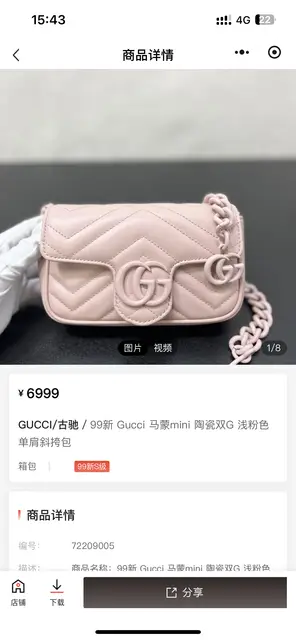 15:43
4G 22
商品详情
图片 视频
1/8
¥ 6999
GUCCI/古驰 / 99新 Gucci 马蒙mini 陶瓷双G 浅粉色
单肩斜挎包
箱包 | 99新S级
商品详情
编号: 72209005
描述: 商品名称: 99新 Gucci 马蒙mini 陶瓷双G 浅粉色
店铺
下载
分享